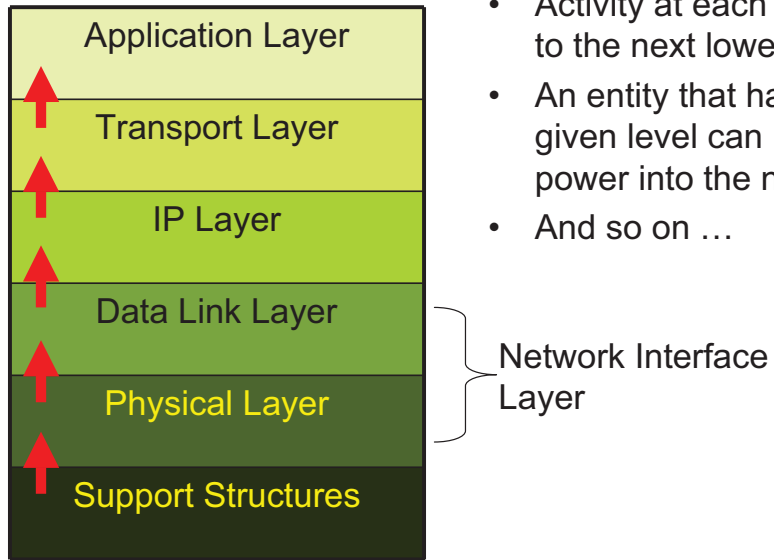 Application Layer
Transport Layer
IP Layer
Data Link Layer
Physical Layer
Support Structures
• Activity at each
to the next lowe
• An entity that ha
given level can
power into the n
• And so on …
Network Interface
Layer